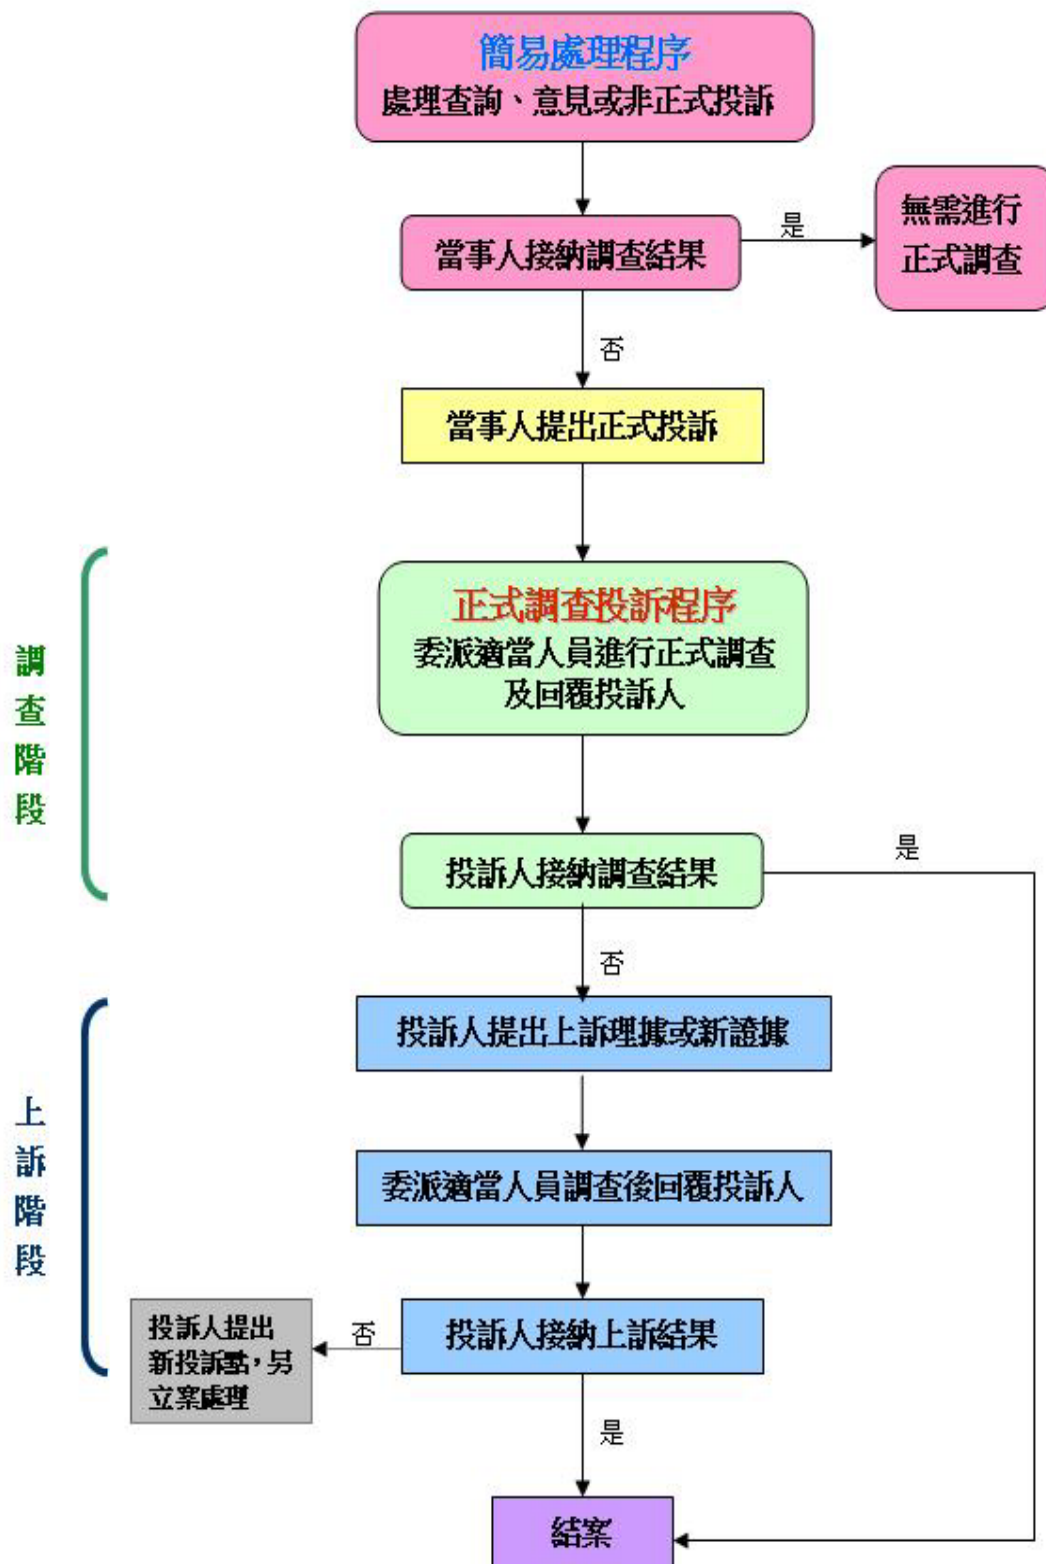 簡易處理程序
處理查詢、意見或非正式投訴
當事人接納調查結果
是
無需進行
正式調查
否
當事人提出正式投訴
調
查
階
段
正式調查投訴程序
委派適當人員進行正式調查
及回覆投訴人
投訴人接納調查結果
是
否
上
訴
階
段
投訴人提出上訴理據或新證據
委派適當人員調查後回覆投訴人
投訴人接納上訴結果
否
投訴人提出
新投訴點，另
立案處理
是
結案